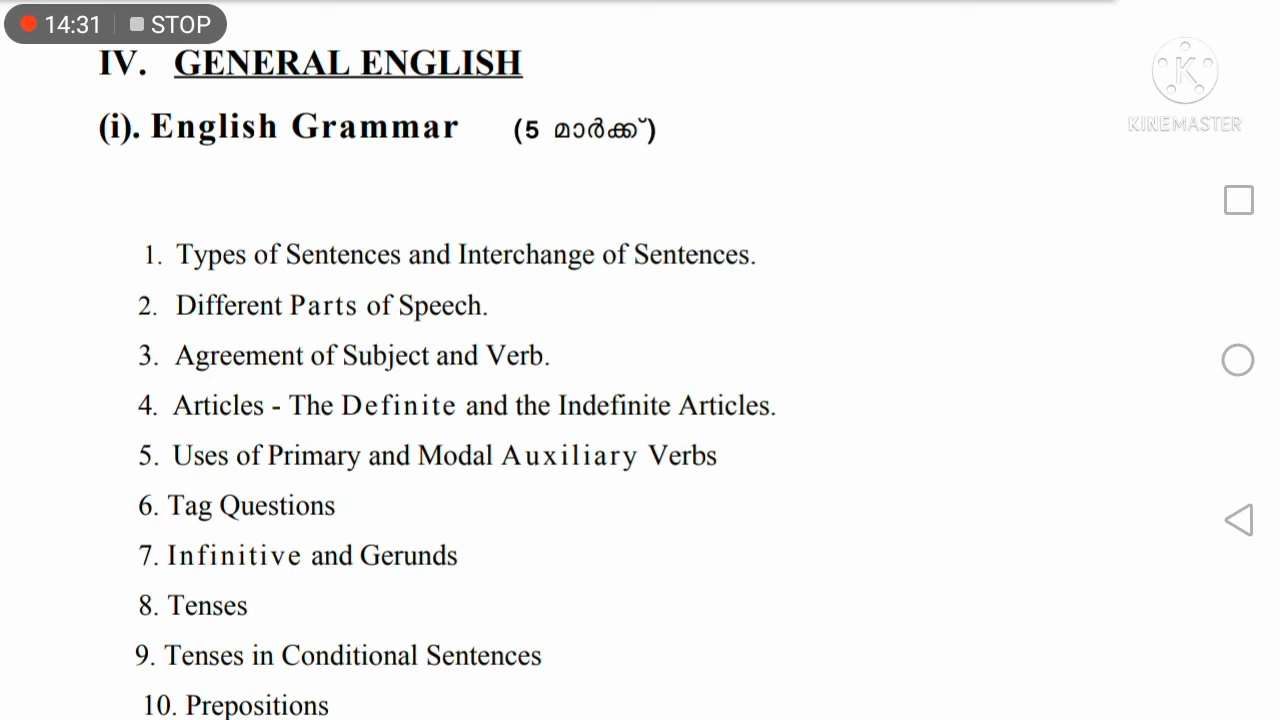 14:31 STOP
IV. GENERAL ENGLISH
(i). English Grammar (5 മാർക്ക്)
K
KINEMASTER
1. Types of Sentences and Interchange of Sentences.
2. Different Parts of Speech.
3. Agreement of Subject and Verb.
4. Articles - The Definite and the Indefinite Articles.
5. Uses of Primary and Modal Auxiliary Verbs
6. Tag Questions
7. Infinitive and Gerunds
8. Tenses
9. Tenses in Conditional Sentences
10. Prepositions